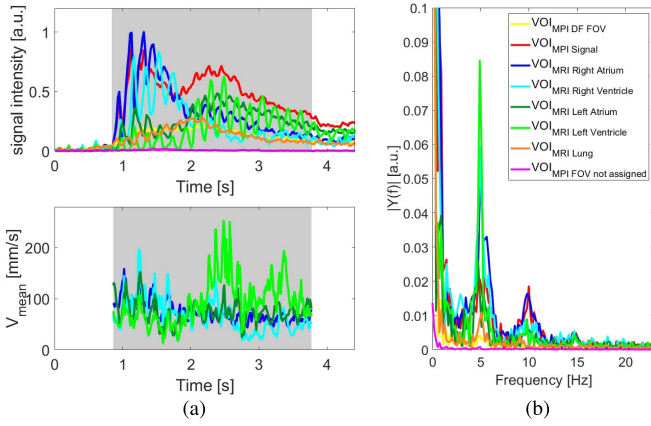 signal intensity [a.u.]
1
0.5
0
0 1 2 3 4
Time [s]
V_mean [mm/s]
200
100
0
0 1 2 3 4
Time [s]
(a)
|Y(f)| [a.u.]
0.1
0.09
0.08
0.07
0.06
0.05
0.04
0.03
0.02
0.01
0
0 5 10 15 20
Frequency [Hz]
VOI_MPI DF FOV
VOI_MPI Signal
VOI_MRI Right Atrium
VOI_MRI Right Ventricle
VOI_MRI Left Atrium
VOI_MRI Left Ventricle
VOI_MRI Lung
VOI_MPI FOV not assigned
(b)